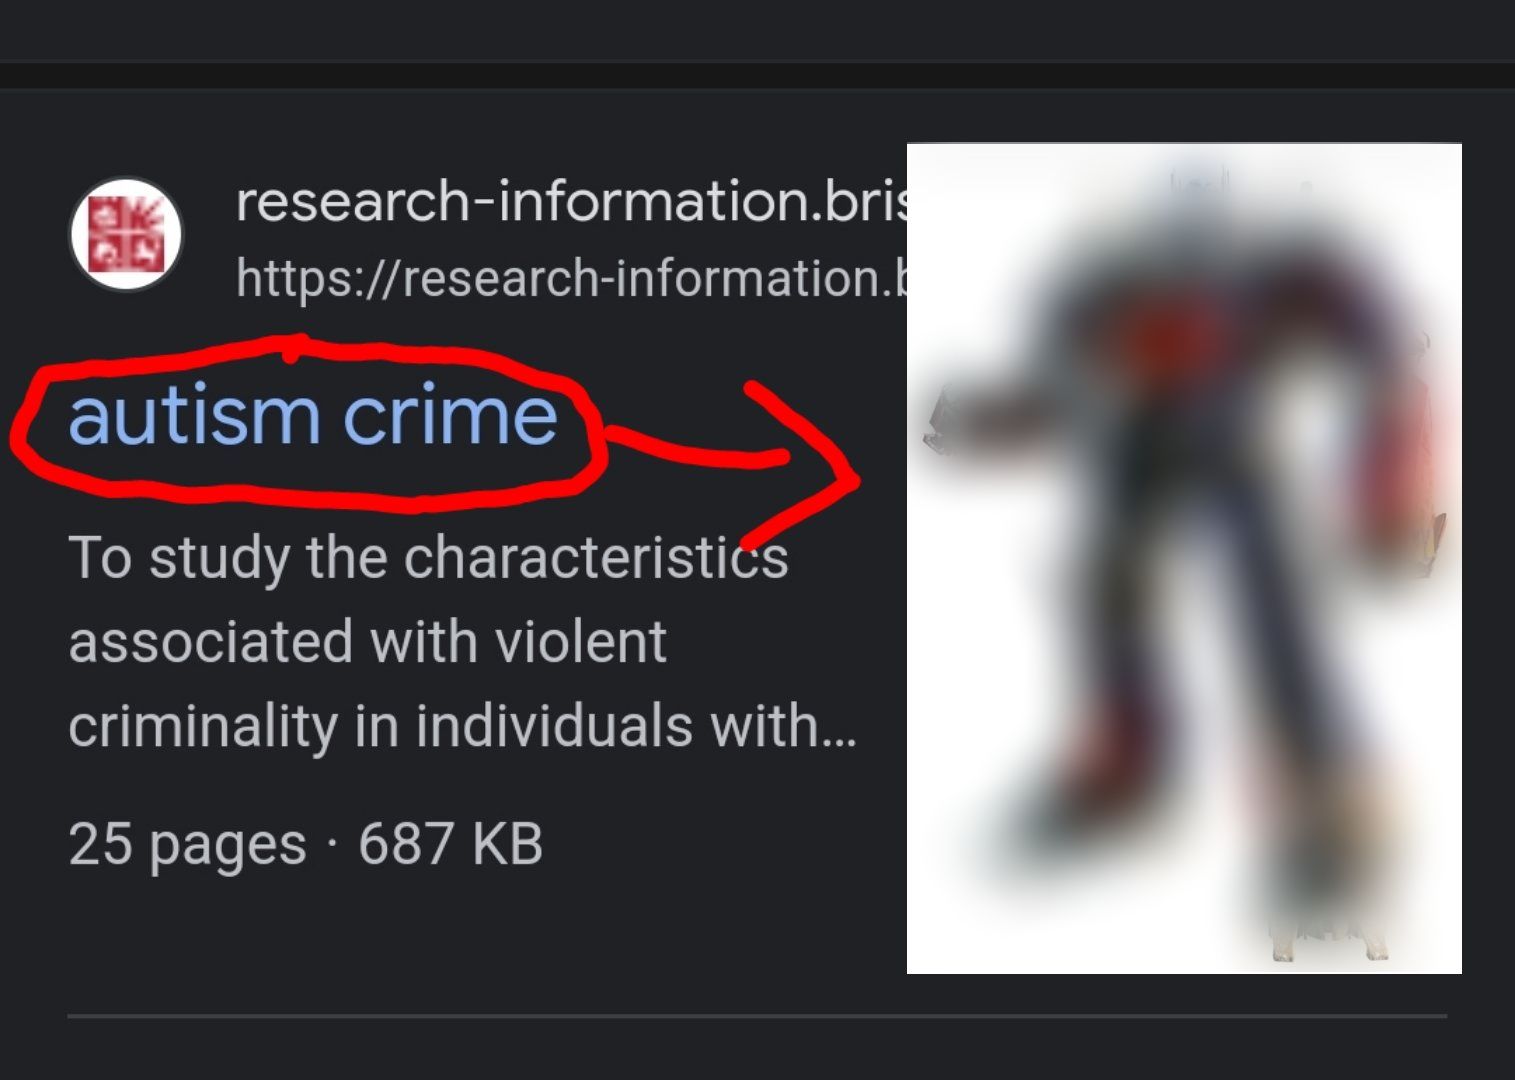 research-information.bris
https://research-information.b
autism crime
To study the characteristics
associated with violent
criminality in individuals with...
25 pages · 687 KB